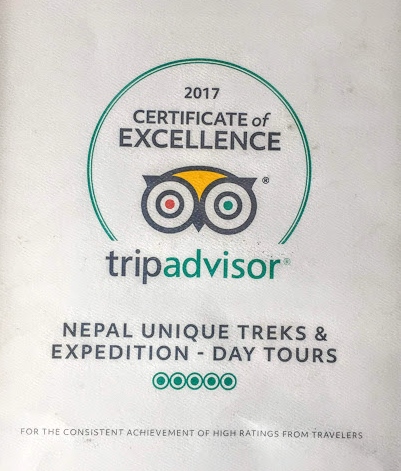 2017
CERTIFICATE of
EXCELLENCE
®
tripadvisor®
NEPAL UNIQUE TREKS &
EXPEDITION - DAY TOURS
FOR THE CONSISTENT ACHIEVEMENT OF HIGH RATINGS FROM TRAVELERS